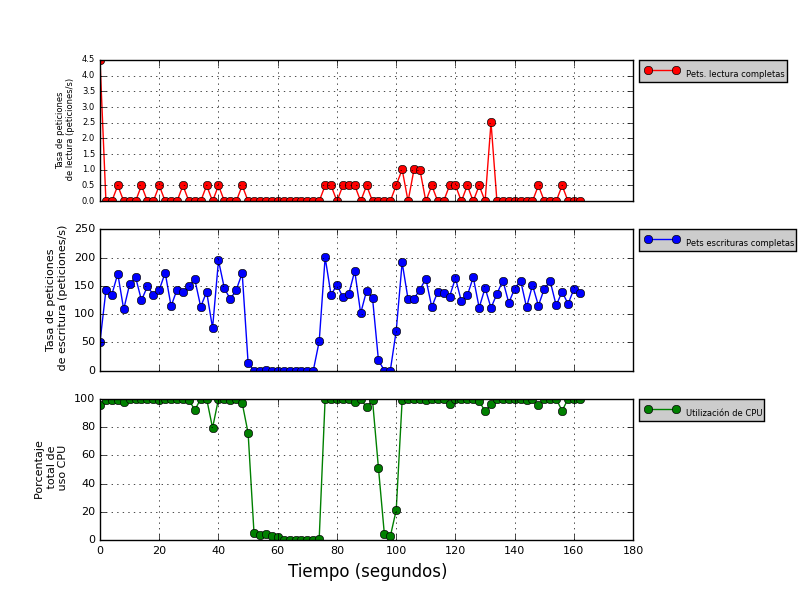 4.5
4.0
3.5
3.0
2.5
2.0
1.5
1.0
0.5
0.0
Tasa de peticiones
de lectura (peticiones/s)
Pets. lectura completas
250
200
150
100
50
0
Tasa de peticiones
de escritura (peticiones/s)
Pets escrituras completas
100
80
60
40
20
0
Porcentaje
total de
uso CPU
Utilización de CPU
0 20 40 60 80 100 120 140 160 180
Tiempo (segundos)